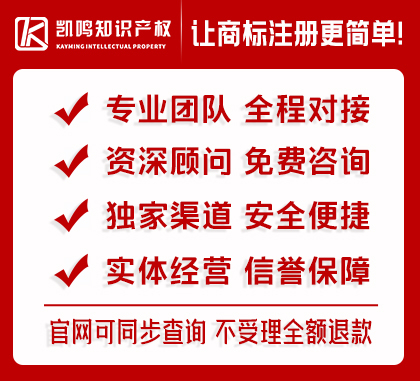 凯鸣知识产权
KAYMING INTELLECTUAL PROPERTY
让商标注册更简单!
专业团队 全程对接
资深顾问 免费咨询
独家渠道 安全便捷
实体经营 信誉保障
官网可同步查询 不受理全额退款